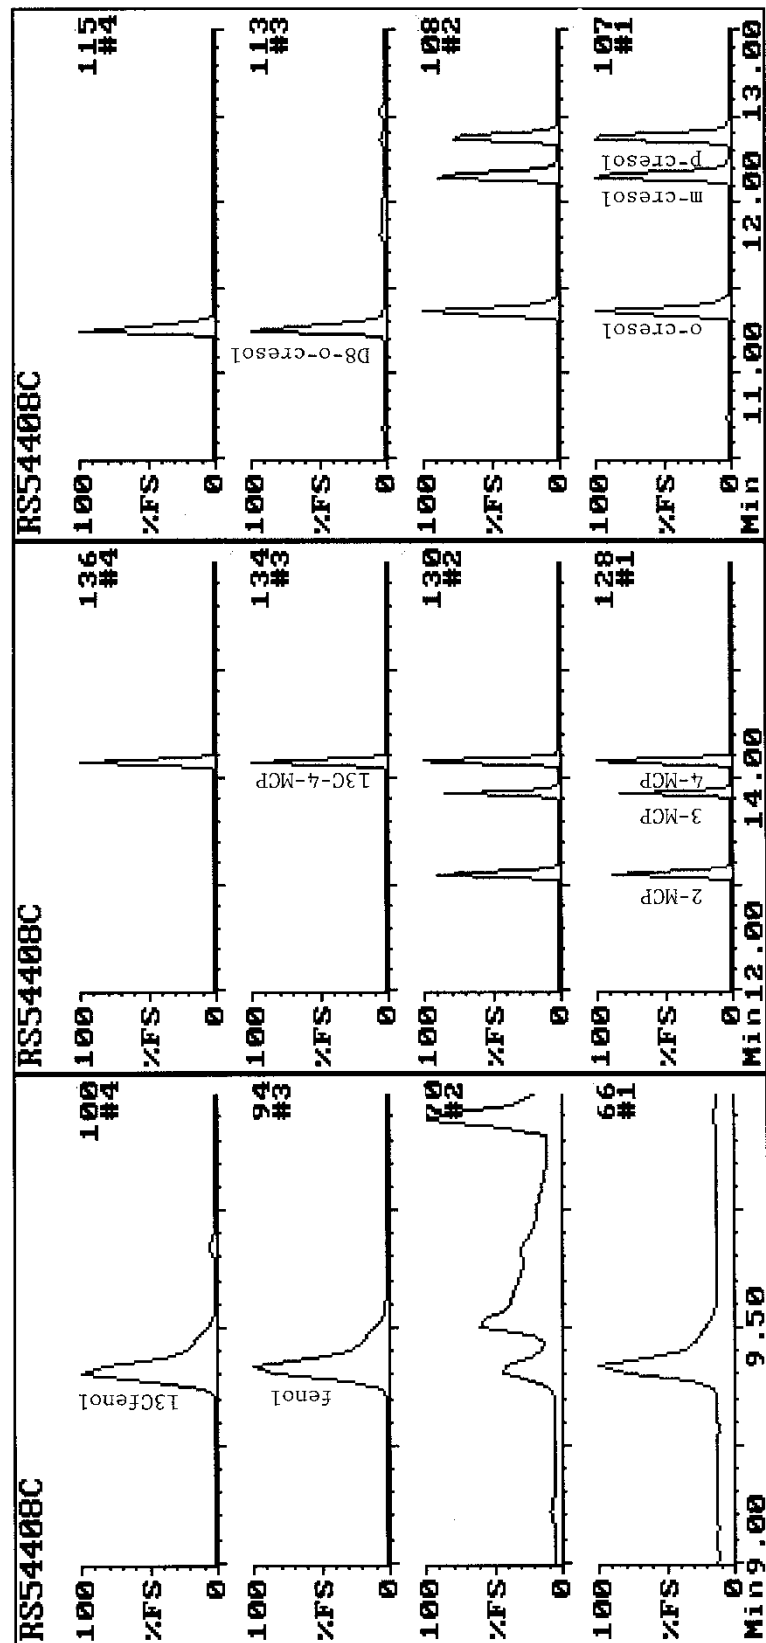 RS54408C
100 %FS 0 100 #4
13Cfenol
100 %FS 0 94 #3
fenol
100 %FS 0 70 #2
100 %FS 0 66 #1
Min 9.00 9.50
RS54408C
100 %FS 0 136 #4
100 %FS 0 134 #3
13C-4-MCP
100 %FS 0 130 #2
100 %FS 0 128 #1
2-MCP 3-MCP 4-MCP
Min 12.00 14.00
RS54408C
100 %FS 0 115 #4
100 %FS 0 113 #3
D8-o-cresol
100 %FS 0 108 #2
100 %FS 0 107 #1
o-cresol m-cresol p-cresol
Min 11.00 12.00 13.00